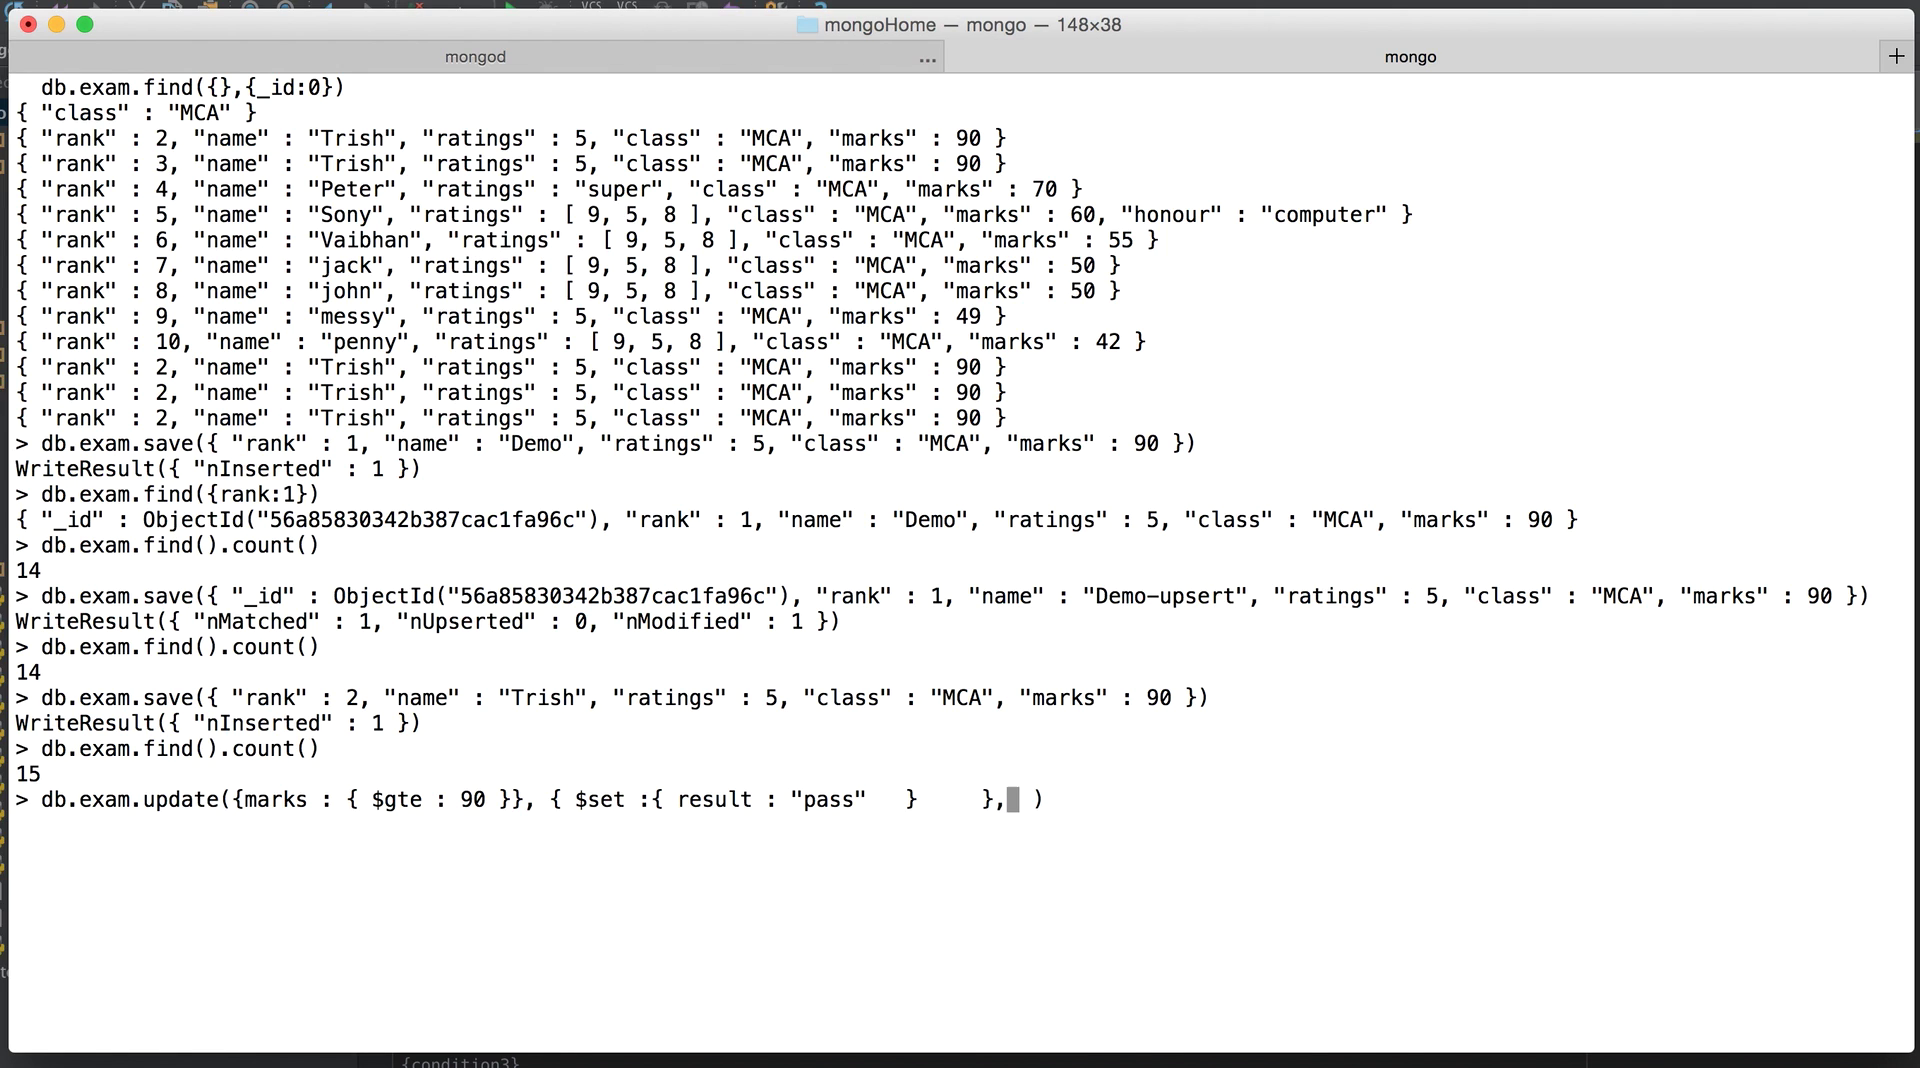 VCS VCS
mongoHome — mongo — 148×38
mongod ... mongo +
db.exam.find({},{_id:0})
{ "class" : "MCA" }
{ "rank" : 2, "name" : "Trish", "ratings" : 5, "class" : "MCA", "marks" : 90 }
{ "rank" : 3, "name" : "Trish", "ratings" : 5, "class" : "MCA", "marks" : 90 }
{ "rank" : 4, "name" : "Peter", "ratings" : "super", "class" : "MCA", "marks" : 70 }
{ "rank" : 5, "name" : "Sony", "ratings" : [ 9, 5, 8 ], "class" : "MCA", "marks" : 60, "honour" : "computer" }
{ "rank" : 6, "name" : "Vaibhan", "ratings" : [ 9, 5, 8 ], "class" : "MCA", "marks" : 55 }
{ "rank" : 7, "name" : "jack", "ratings" : [ 9, 5, 8 ], "class" : "MCA", "marks" : 50 }
{ "rank" : 8, "name" : "john", "ratings" : [ 9, 5, 8 ], "class" : "MCA", "marks" : 50 }
{ "rank" : 9, "name" : "messy", "ratings" : 5, "class" : "MCA", "marks" : 49 }
{ "rank" : 10, "name" : "penny", "ratings" : [ 9, 5, 8 ], "class" : "MCA", "marks" : 42 }
{ "rank" : 2, "name" : "Trish", "ratings" : 5, "class" : "MCA", "marks" : 90 }
{ "rank" : 2, "name" : "Trish", "ratings" : 5, "class" : "MCA", "marks" : 90 }
{ "rank" : 2, "name" : "Trish", "ratings" : 5, "class" : "MCA", "marks" : 90 }
> db.exam.save({ "rank" : 1, "name" : "Demo", "ratings" : 5, "class" : "MCA", "marks" : 90 })
WriteResult({ "nInserted" : 1 })
> db.exam.find({rank:1})
{ "_id" : ObjectId("56a85830342b387cac1fa96c"), "rank" : 1, "name" : "Demo", "ratings" : 5, "class" : "MCA", "marks" : 90 }
> db.exam.find().count()
14
> db.exam.save({ "_id" : ObjectId("56a85830342b387cac1fa96c"), "rank" : 1, "name" : "Demo-upsert", "ratings" : 5, "class" : "MCA", "marks" : 90 })
WriteResult({ "nMatched" : 1, "nUpserted" : 0, "nModified" : 1 })
> db.exam.find().count()
14
> db.exam.save({ "rank" : 2, "name" : "Trish", "ratings" : 5, "class" : "MCA", "marks" : 90 })
WriteResult({ "nInserted" : 1 })
> db.exam.find().count()
15
> db.exam.update({marks : { $gte : 90 }}, { $set :{ result : "pass"   }     },  )
{condition3}